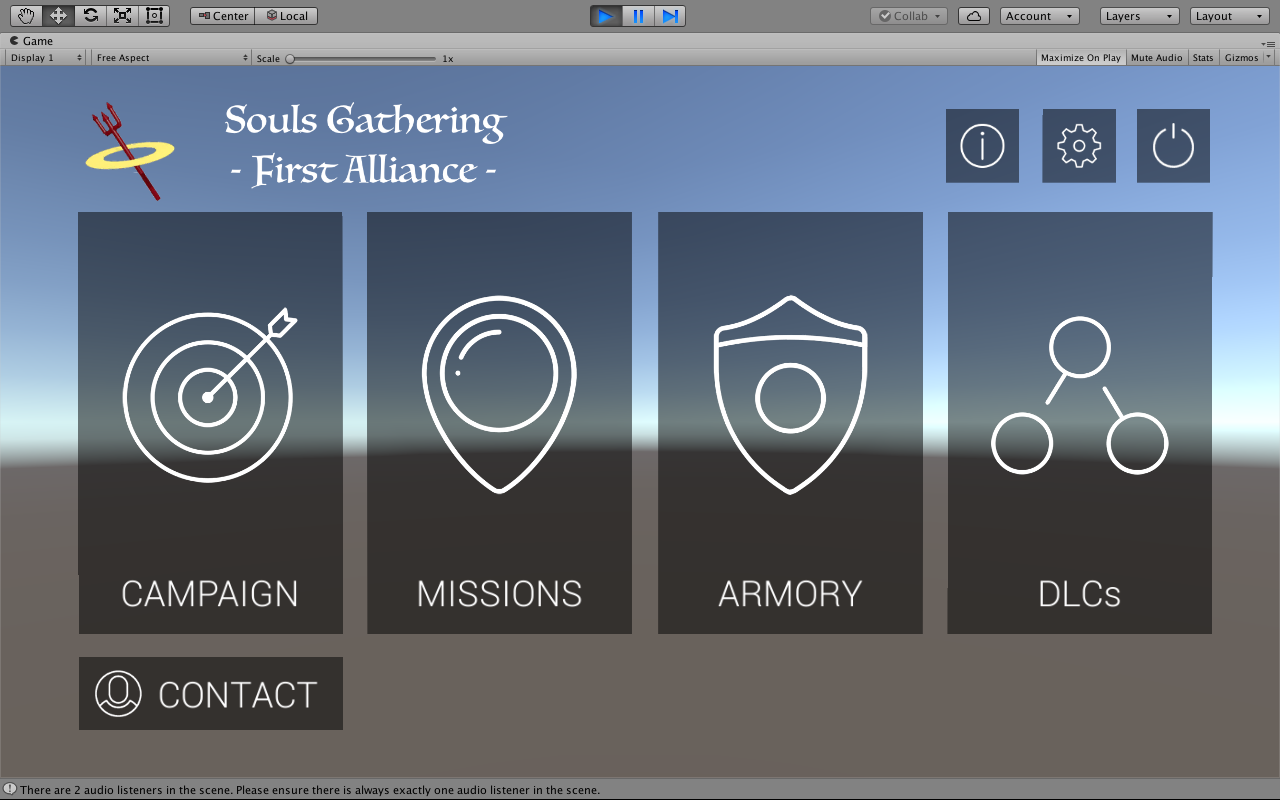 Center
Local
Collab
Account
Layers
Layout
Game
Display 1
Free Aspect
Scale
1x
Maximize On Play
Mute Audio
Stats
Gizmos
Souls Gathering
- First Alliance -
CAMPAIGN
MISSIONS
ARMORY
DLCs
CONTACT
There are 2 audio listeners in the scene. Please ensure there is always exactly one audio listener in the scene.